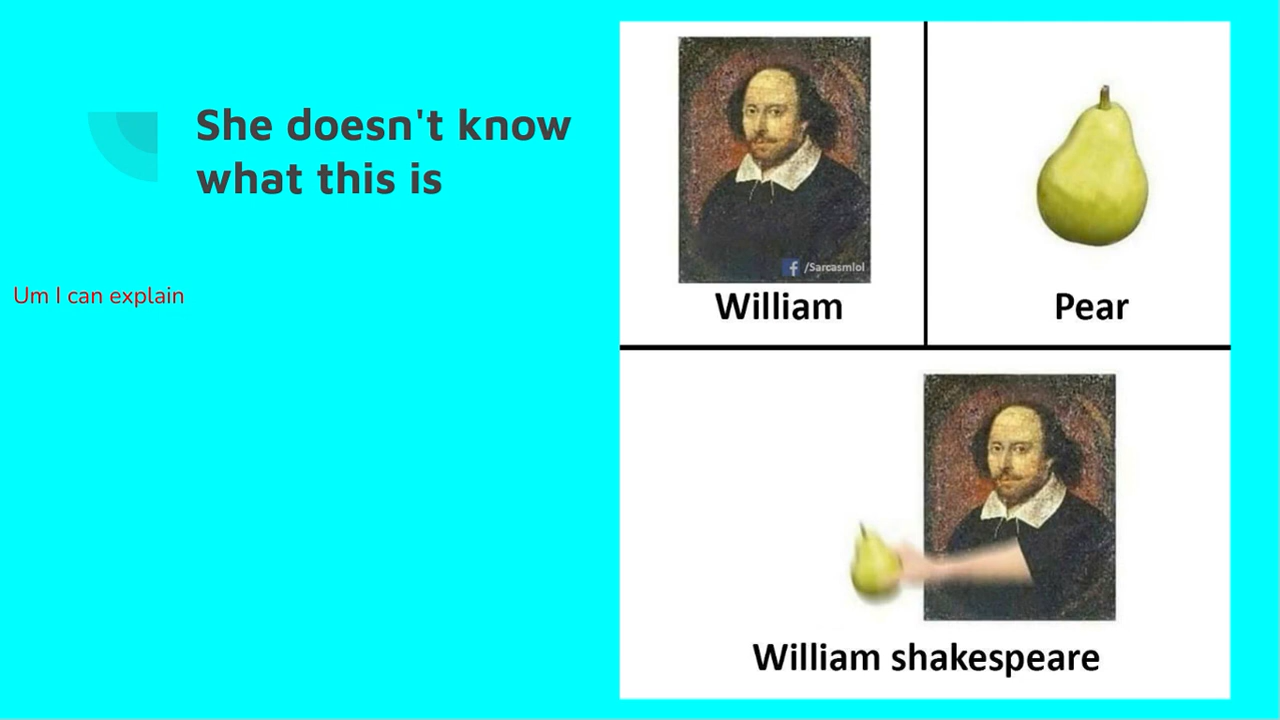 She doesn't know
what this is
Um I can explain
/Sarcasmlol
William
Pear
William shakespeare